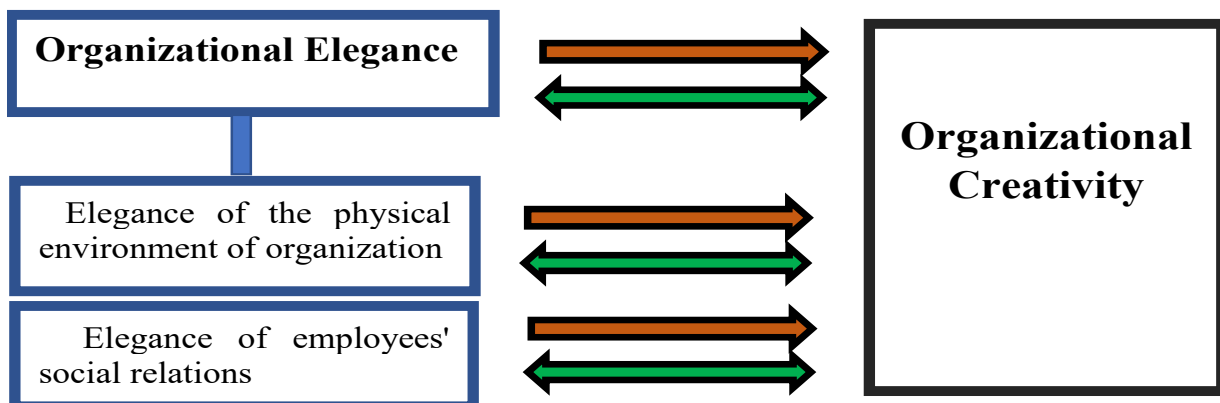 Organizational Elegance
Organizational
Creativity
Elegance of the physical
environment of organization
Elegance of employees'
social relations